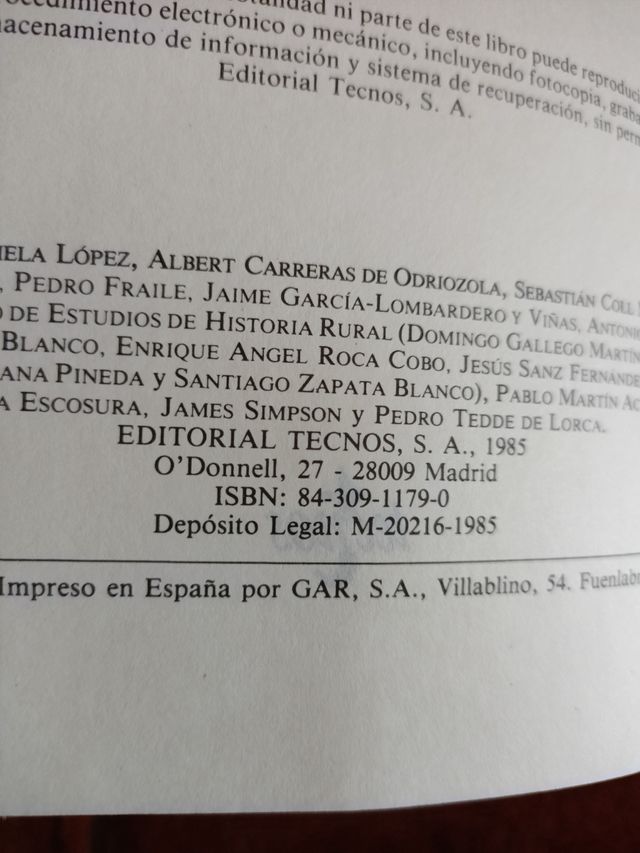 ni parte de este libro puede
electrónico o mecánico, incluyendo fotocopia,
de información y sistema de recuperación, sin
Editorial Tecnos, S. A.
LÓPEZ, ALBERT CARRERAS DE ODRIOZOLA, SEBASTIÁN COLL
PEDRO FRAILE, JAIME GARCÍA-LOMBARDERO Y VIÑAS, ANTONIO
DE ESTUDIOS DE HISTORIA RURAL (DOMINGO GALLEGO
BLANCO, ENRIQUE ANGEL ROCA COBO, JESÚS SANZ
PINEDA Y SANTIAGO ZAPATA BLANCO), PABLO MARTÍN
ESCOSURA, JAMES SIMPSON Y PEDRO TEDDE DE LORCA.
EDITORIAL TECNOS, S. A., 1985
O'Donnell, 27 - 28009 Madrid
ISBN: 84-309-1179-0
Depósito Legal: M-20216-1985
Impreso en España por GAR, S.A., Villablino, 54.